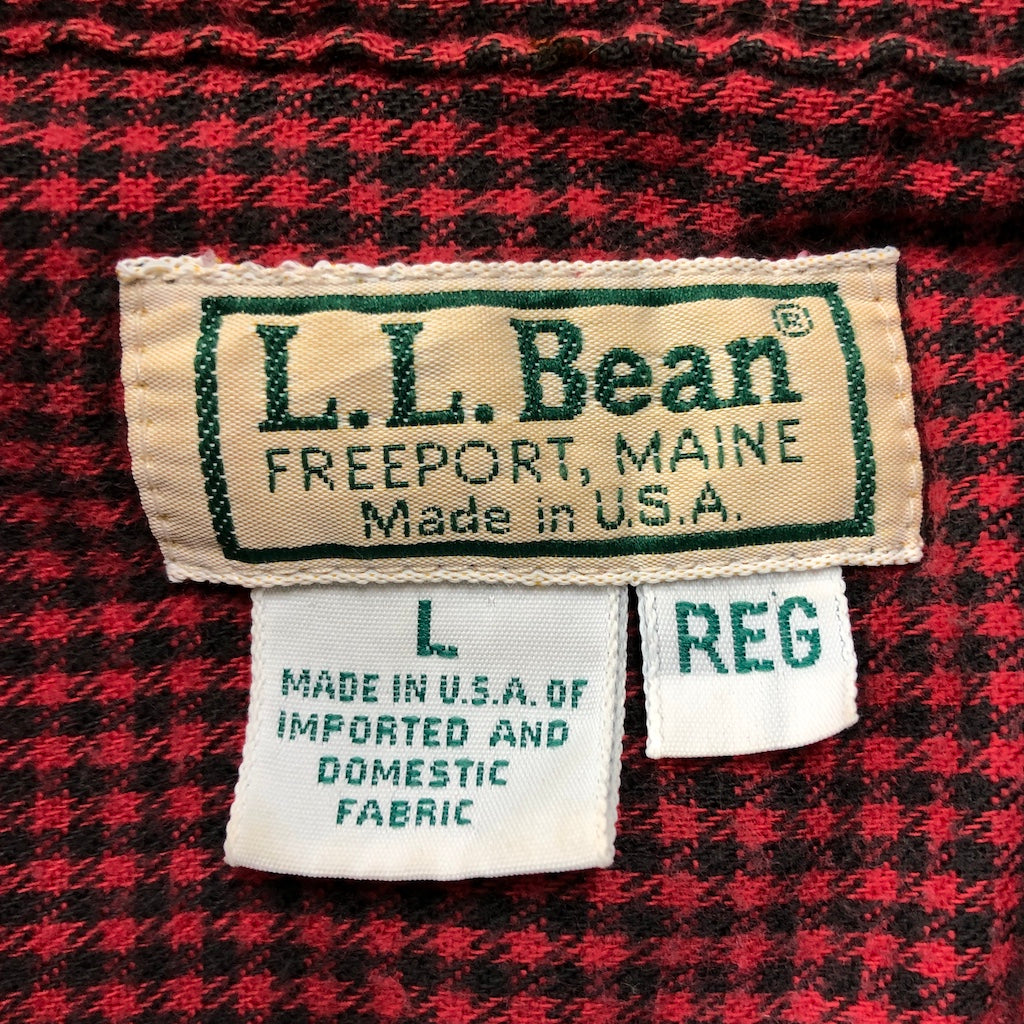 L.L.Bean®
FREEPORT, MAINE
Made in U.S.A.
L
MADE IN U.S.A. OF
IMPORTED AND
DOMESTIC
FABRIC
REG